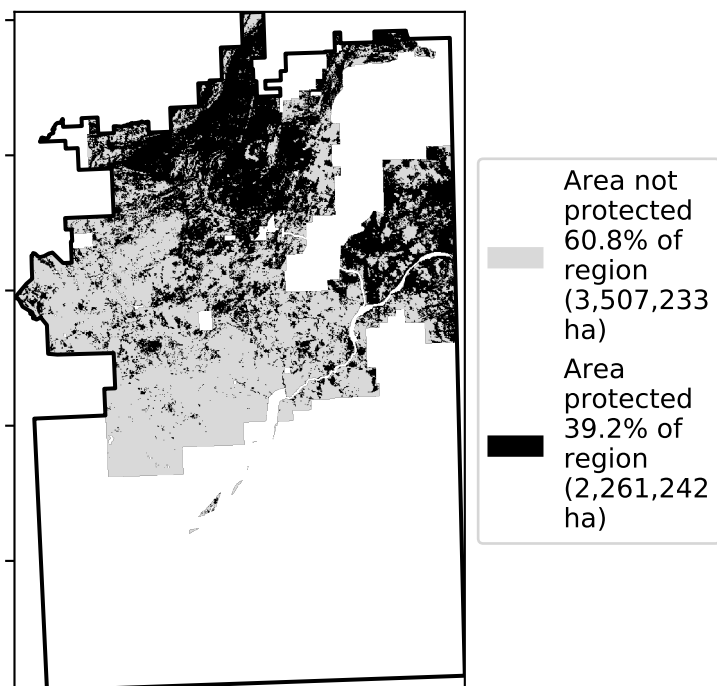 Area not
protected
60.8% of
region
(3,507,233
ha)
Area
protected
39.2% of
region
(2,261,242
ha)